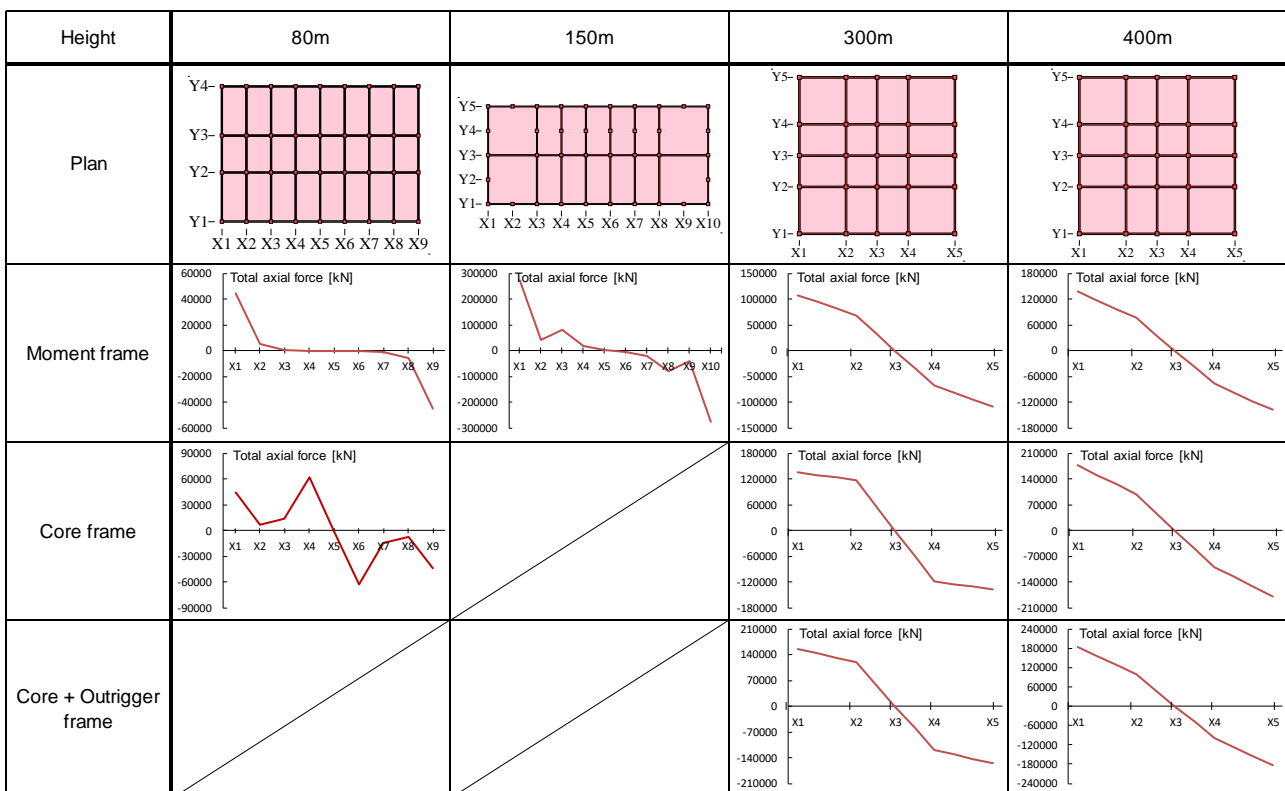 Height
80m
150m
300m
400m
Plan
Y4
Y3
Y2
Y1
X1 X2 X3 X4 X5 X6 X7 X8 X9
Y5
Y4
Y3
Y2
Y1
X1 X2 X3 X4 X5 X6 X7 X8 X9 X10
Y5
Y4
Y3
Y2
Y1
X1 X2 X3 X4 X5
Y5
Y4
Y3
Y2
Y1
X1 X2 X3 X4 X5
Moment frame
Total axial force [kN]
60000
40000
20000
0
-20000
-40000
-60000
X1 X2 X3 X4 X5 X6 X7 X8 X9
Total axial force [kN]
300000
200000
100000
0
-100000
-200000
-300000
X1 X2 X3 X4 X5 X6 X7 X8 X9 X10
Total axial force [kN]
150000
100000
50000
0
-50000
-100000
-150000
X1 X2 X3 X4 X5
Total axial force [kN]
180000
120000
60000
0
-60000
-120000
-180000
X1 X2 X3 X4 X5
Core frame
Total axial force [kN]
90000
60000
30000
0
-30000
-60000
-90000
X1 X2 X3 X4 X5 X6 X7 X8 X9
Total axial force [kN]
180000
120000
60000
0
-60000
-120000
-180000
X1 X2 X3 X4 X5
Total axial force [kN]
210000
140000
70000
0
-70000
-140000
-210000
X1 X2 X3 X4 X5
Core + Outrigger
frame
Total axial force [kN]
210000
140000
70000
0
-70000
-140000
-210000
X1 X2 X3 X4 X5
Total axial force [kN]
240000
180000
120000
60000
0
-60000
-120000
-180000
-240000
X1 X2 X3 X4 X5